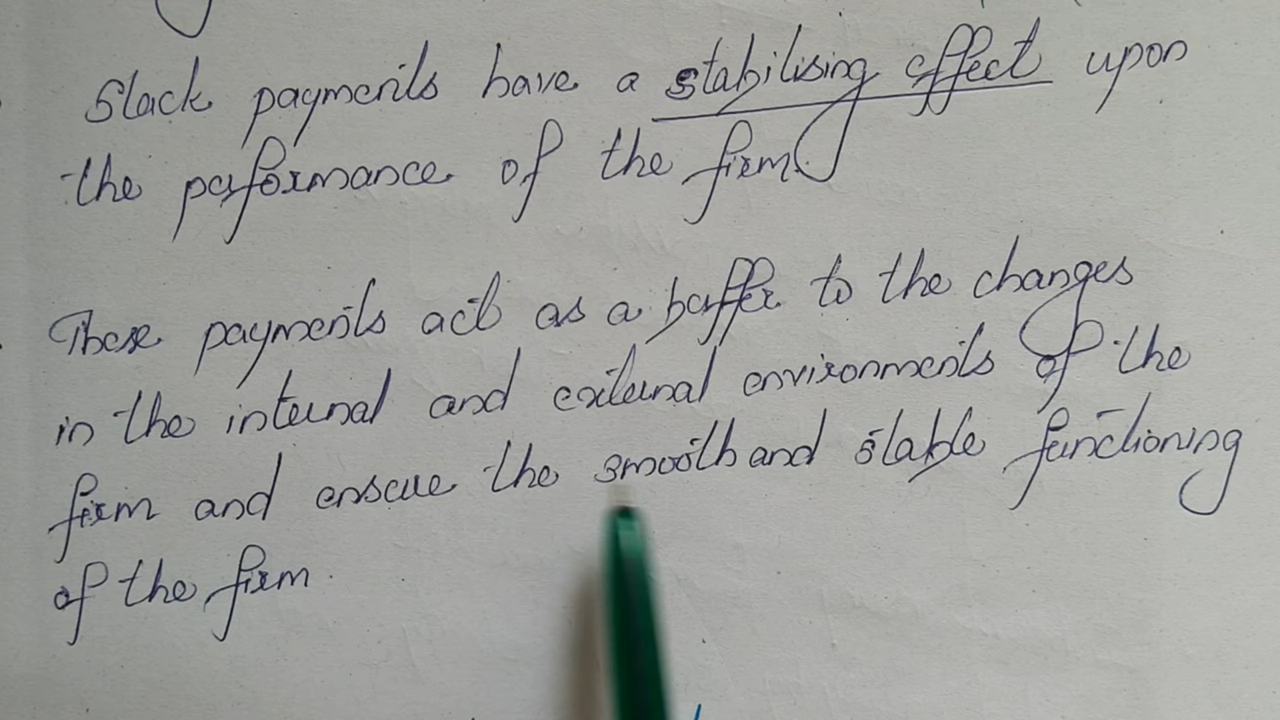 Slack payments have a stabilising effect upon
the performance of the firm.
These payments act as a buffer to the changes
in the internal and external environments of the
firm and ensure the smooth and stable functioning
of the firm.